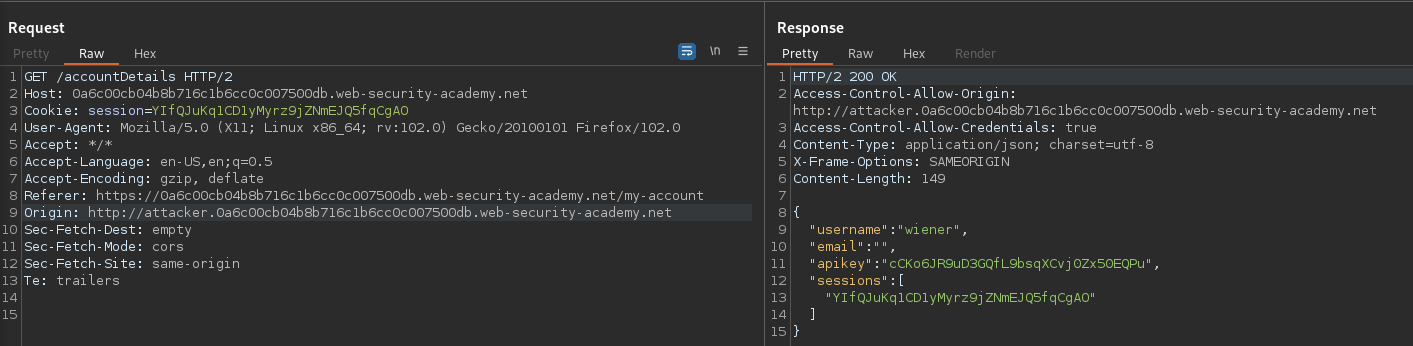 Request
Pretty Raw Hex \n
1 GET /accountDetails HTTP/2
2 Host: 0a6c00cb04b8b716c1b6cc0c007500db.web-security-academy.net
3 Cookie: session=YIfQJuKq1CD1yMyrz9jZNmEJQ5fqCgAO
4 User-Agent: Mozilla/5.0 (X11; Linux x86_64; rv:102.0) Gecko/20100101 Firefox/102.0
5 Accept: */*
6 Accept-Language: en-US,en;q=0.5
7 Accept-Encoding: gzip, deflate
8 Referer: https://0a6c00cb04b8b716c1b6cc0c007500db.web-security-academy.net/my-account
9 Origin: http://attacker.0a6c00cb04b8b716c1b6cc0c007500db.web-security-academy.net
10 Sec-Fetch-Dest: empty
11 Sec-Fetch-Mode: cors
12 Sec-Fetch-Site: same-origin
13 Te: trailers
14
15
Response
Pretty Raw Hex Render
1 HTTP/2 200 OK
2 Access-Control-Allow-Origin:
http://attacker.0a6c00cb04b8b716c1b6cc0c007500db.web-security-academy.net
3 Access-Control-Allow-Credentials: true
4 Content-Type: application/json; charset=utf-8
5 X-Frame-Options: SAMEORIGIN
6 Content-Length: 149
7
8 {
9 "username":"wiener",
10 "email":"",
11 "apikey":"cCKo6JR9uD3GQfL9bsqXCvjOZx50EQPu",
12 "sessions":[
13 "YIfQJuKq1CD1yMyrz9jZNmEJQ5fqCgAO"
14 ]
15 }